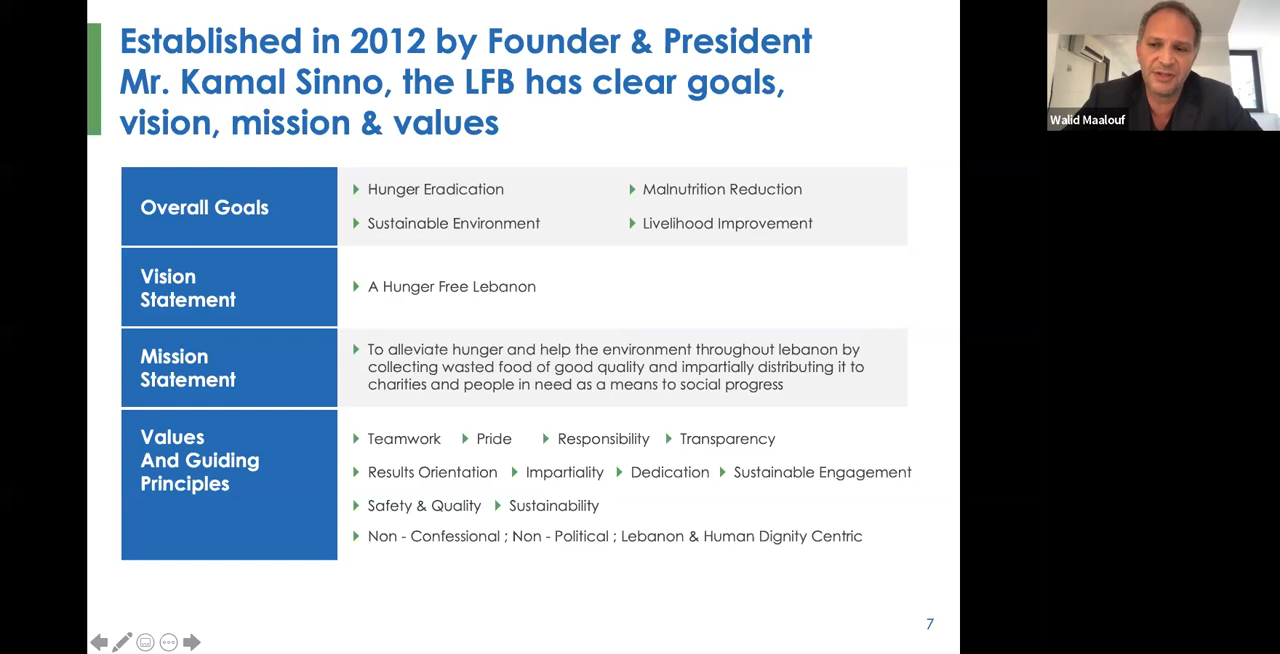 Established in 2012 by Founder & President
Mr. Kamal Sinno, the LFB has clear goals,
vision, mission & values
Walid Maalouf
Overall Goals
Hunger Eradication
Malnutrition Reduction
Sustainable Environment
Livelihood Improvement
Vision
Statement
A Hunger Free Lebanon
Mission
Statement
To alleviate hunger and help the environment throughout lebanon by
collecting wasted food of good quality and impartially distributing it to
charities and people in need as a means to social progress
Values
And Guiding
Principles
Teamwork Pride Responsibility Transparency
Results Orientation Impartiality Dedication Sustainable Engagement
Safety & Quality Sustainability
Non - Confessional ; Non - Political ; Lebanon & Human Dignity Centric
7